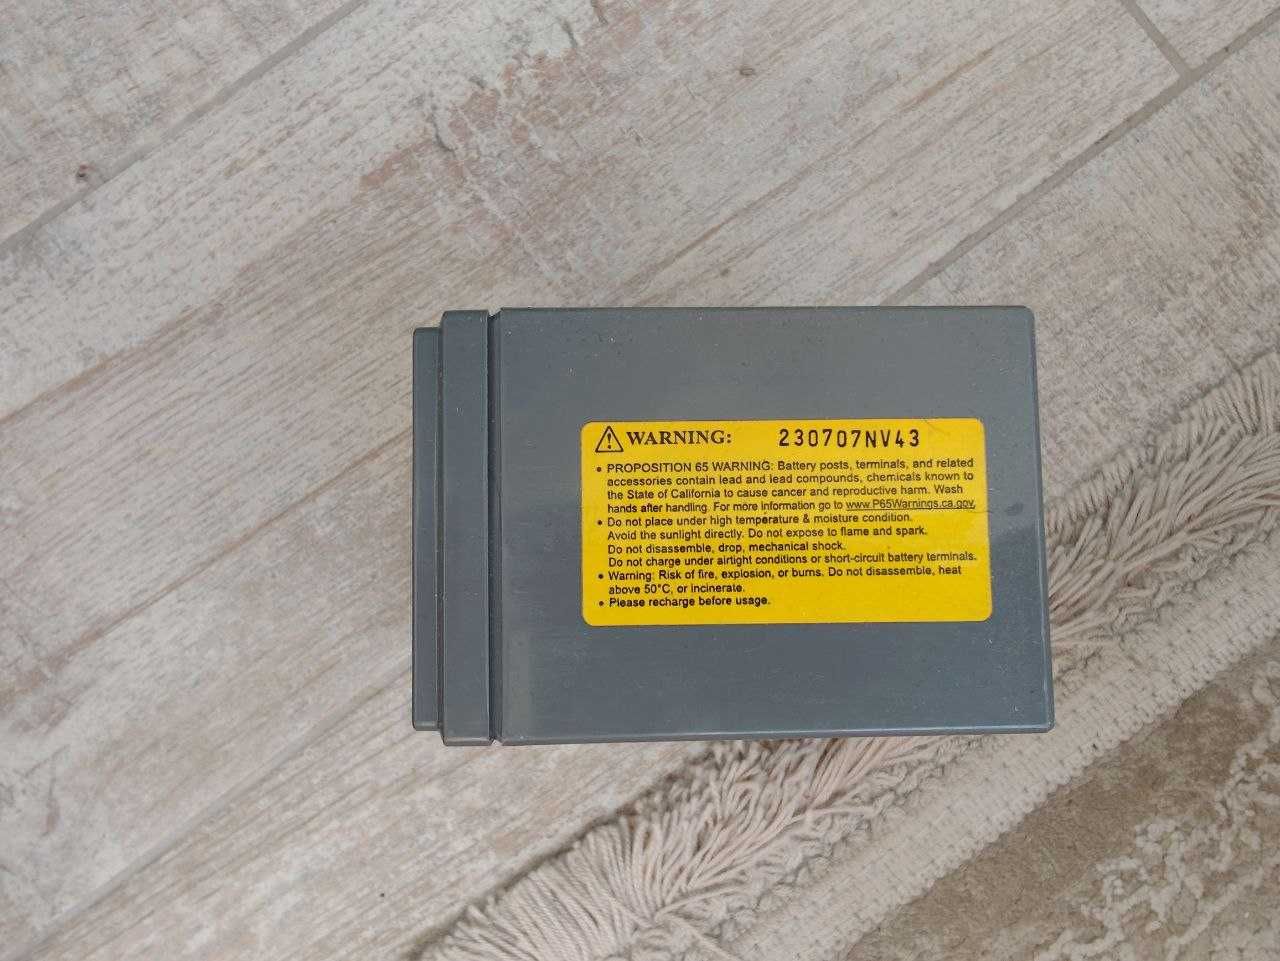 WARNING: 230707NV43
• PROPOSITION 65 WARNING: Battery posts, terminals, and related
accessories contain lead and lead compounds, chemicals known to
the State of California to cause cancer and reproductive harm. Wash
hands after handling. For more information go to www.P65Warnings.ca.gov.
• Do not place under high temperature & moisture condition.
Avoid the sunlight directly. Do not expose to flame and spark.
Do not disassemble, drop, mechanical shock.
Do not charge under airtight conditions or short-circuit battery terminals.
• Warning: Risk of fire, explosion, or burns. Do not disassemble, heat
above 50°C, or incinerate.
• Please recharge before usage.